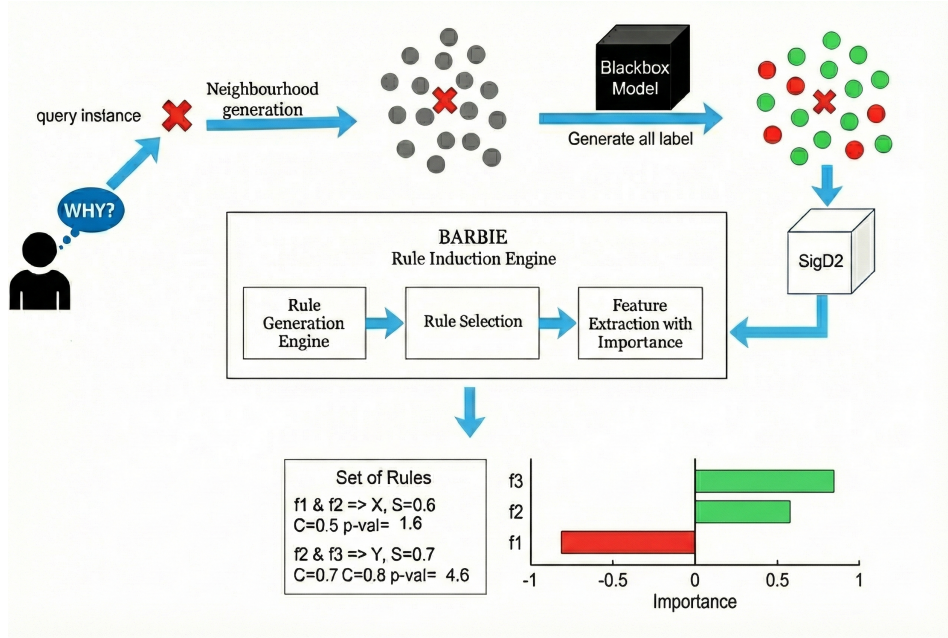 query instance
Neighbourhood
generation
Blackbox
Model
Generate all label
WHY?
SigD2
BARBIE
Rule Induction Engine
Rule
Generation
Engine
Rule Selection
Feature
Extraction with
Importance
Set of Rules
f1 & f2 => X, S=0.6
C=0.5 p-val= 1.6
f2 & f3 => Y, S=0.7
C=0.7 C=0.8 p-val= 4.6
f3
f2
f1
-1 -0.5 0 0.5 1
Importance